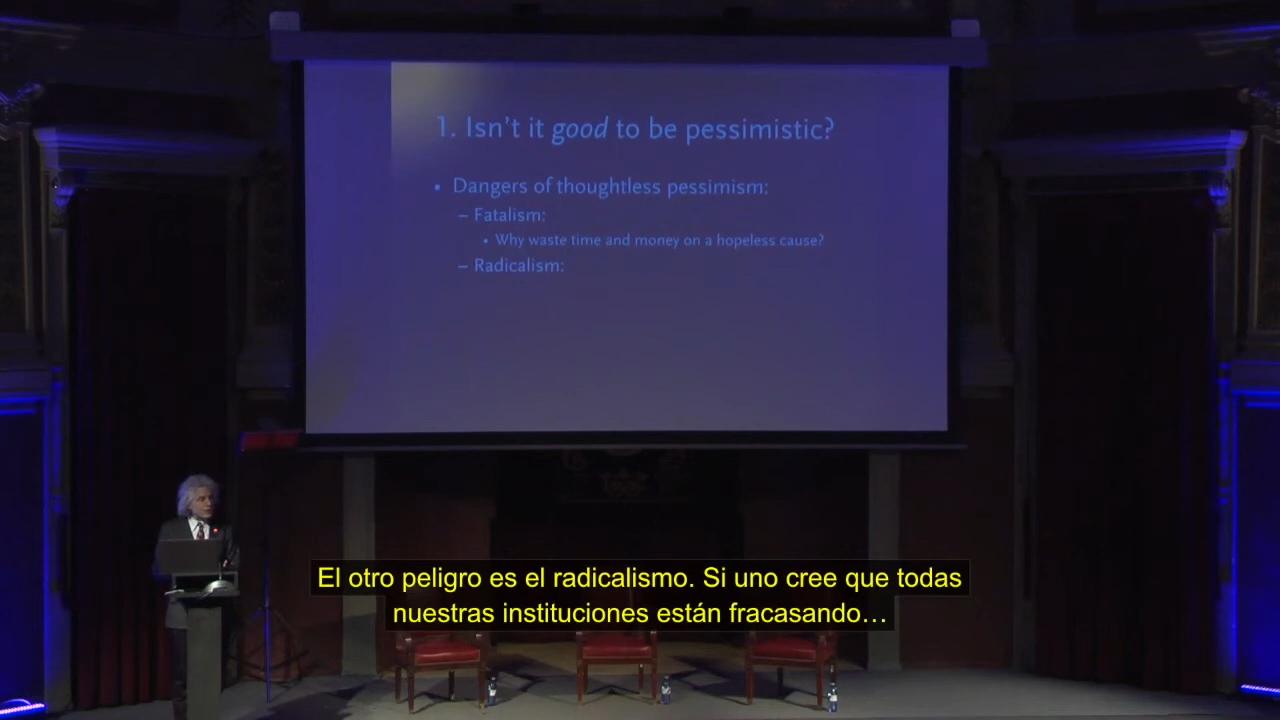 1. Isn't it good to be pessimistic?
• Dangers of thoughtless pessimism:
– Fatalism:
• Why waste time and money on a hopeless cause?
– Radicalism:
El otro peligro es el radicalismo. Si uno cree que todas
nuestras instituciones están fracasando…